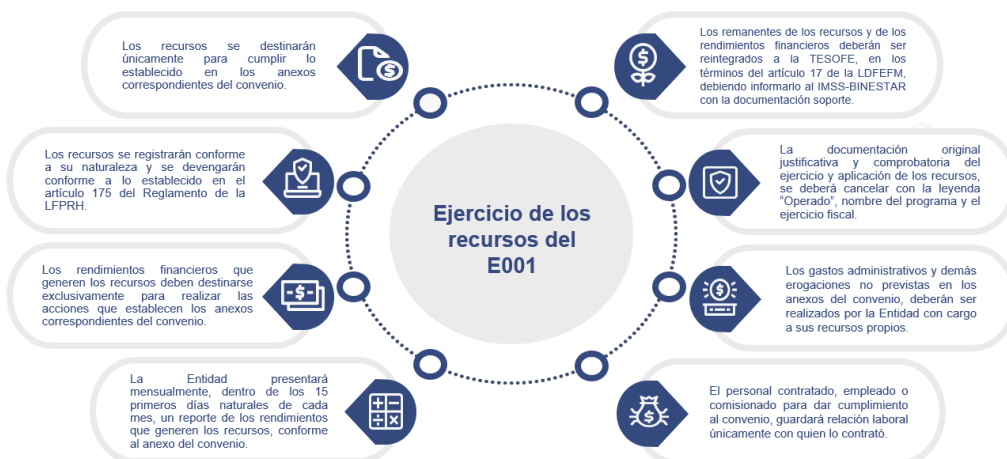 Los recursos se destinarán
únicamente para cumplir lo
establecido en los anexos
correspondientes del convenio.
Los recursos se registrarán conforme
a su naturaleza y se devengarán
conforme a lo establecido en el
artículo 175 del Reglamento de la
LFPRH.
Los rendimientos financieros que
generen los recursos deben destinarse
exclusivamente para realizar las
acciones que establecen los anexos
correspondientes del convenio.
La Entidad presentará
mensualmente, dentro de los 15
primeros días naturales de cada
mes, un reporte de los rendimientos
que generen los recursos, conforme
al anexo del convenio.
Ejercicio de los
recursos del
E001
Los remanentes de los recursos y de los
rendimientos financieros deberán ser
reintegrados a la TESOFE, en los
términos del artículo 17 de la LDFEFM,
debiendo informarlo al IMSS-BINESTAR
con la documentación soporte.
La documentación original
justificativa y comprobatoria del
ejercicio y aplicación de los recursos,
se deberá cancelar con la leyenda
"Operado", nombre del programa y el
ejercicio fiscal.
Los gastos administrativos y demás
erogaciones no previstas en los
anexos del convenio, deberán ser
realizados por la Entidad con cargo
a sus recursos propios.
El personal contratado, empleado o
comisionado para dar cumplimiento
al convenio, guardará relación laboral
únicamente con quien lo contrató.